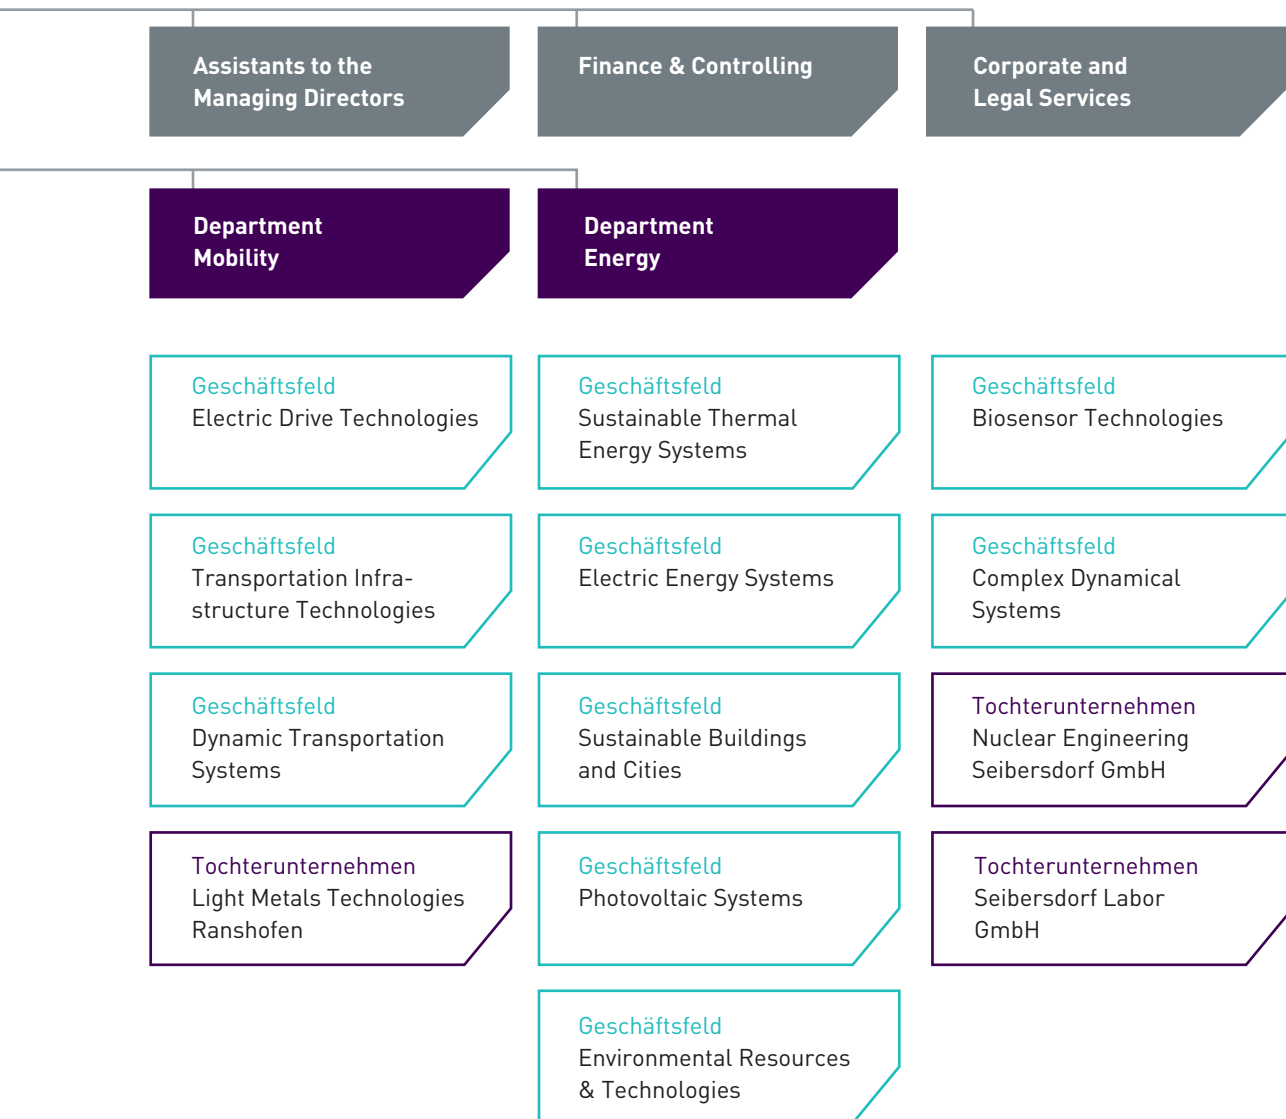 Assistants to the
Managing Directors
Finance & Controlling
Corporate and
Legal Services
Department
Mobility
Department
Energy
Geschäftsfeld
Electric Drive Technologies
Geschäftsfeld
Sustainable Thermal
Energy Systems
Geschäftsfeld
Biosensor Technologies
Geschäftsfeld
Transportation Infra-
structure Technologies
Geschäftsfeld
Electric Energy Systems
Geschäftsfeld
Complex Dynamical
Systems
Geschäftsfeld
Dynamic Transportation
Systems
Geschäftsfeld
Sustainable Buildings
and Cities
Tochterunternehmen
Nuclear Engineering
Seibersdorf GmbH
Tochterunternehmen
Light Metals Technologies
Ranshofen
Geschäftsfeld
Photovoltaic Systems
Tochterunternehmen
Seibersdorf Labor
GmbH
Geschäftsfeld
Environmental Resources
& Technologies